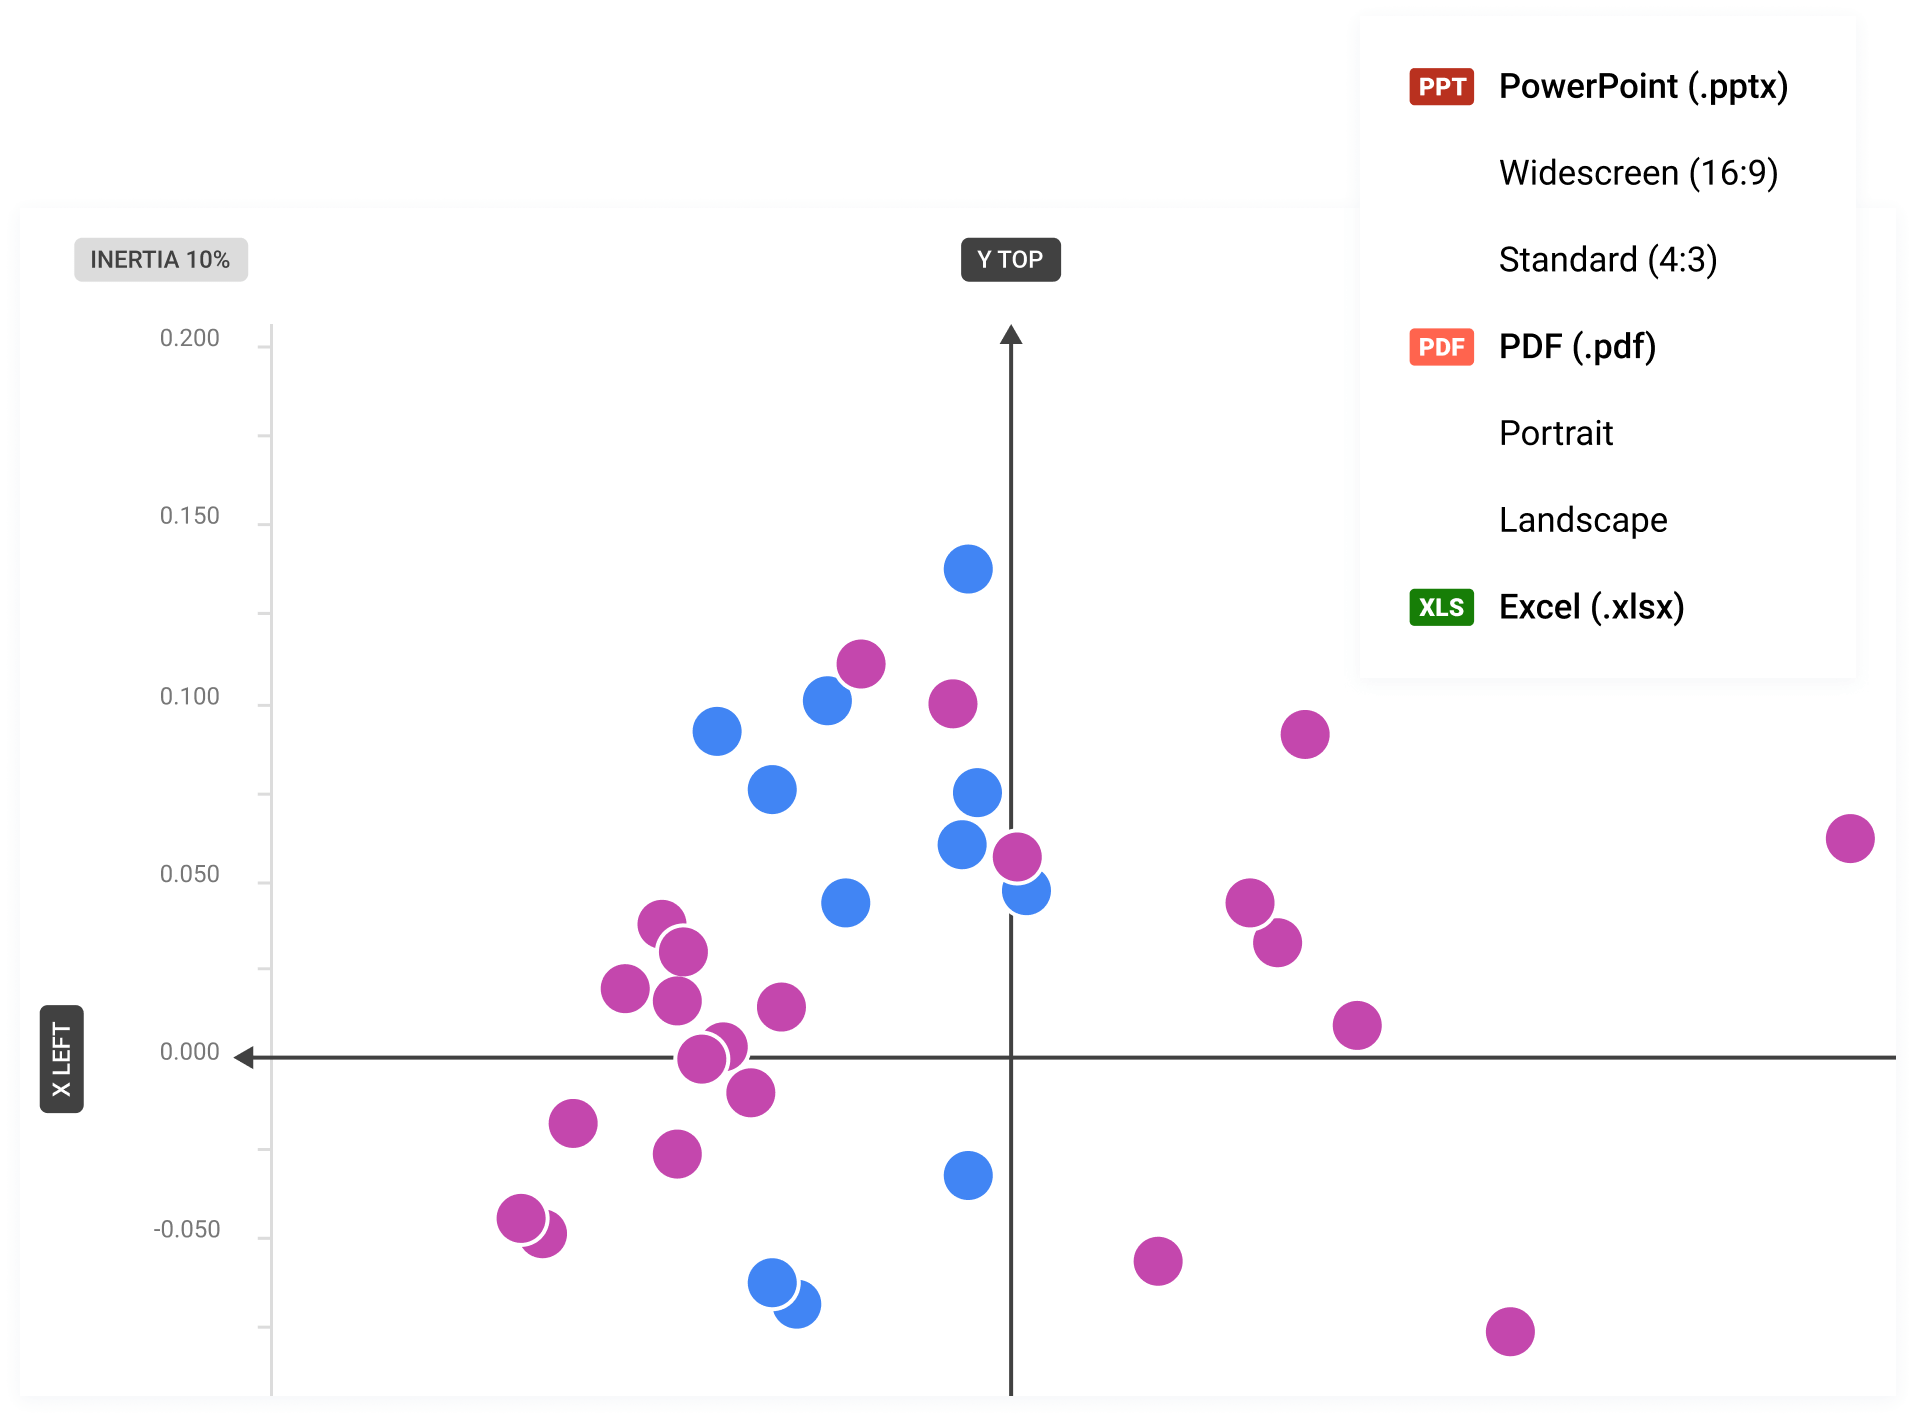 PPT PowerPoint (.pptx)
Widescreen (16:9)
Standard (4:3)
PDF PDF (.pdf)
Portrait
Landscape
XLS Excel (.xlsx)
INERTIA 10%
Y TOP
0.200
0.150
0.100
0.050
0.000
-0.050
X LEFT